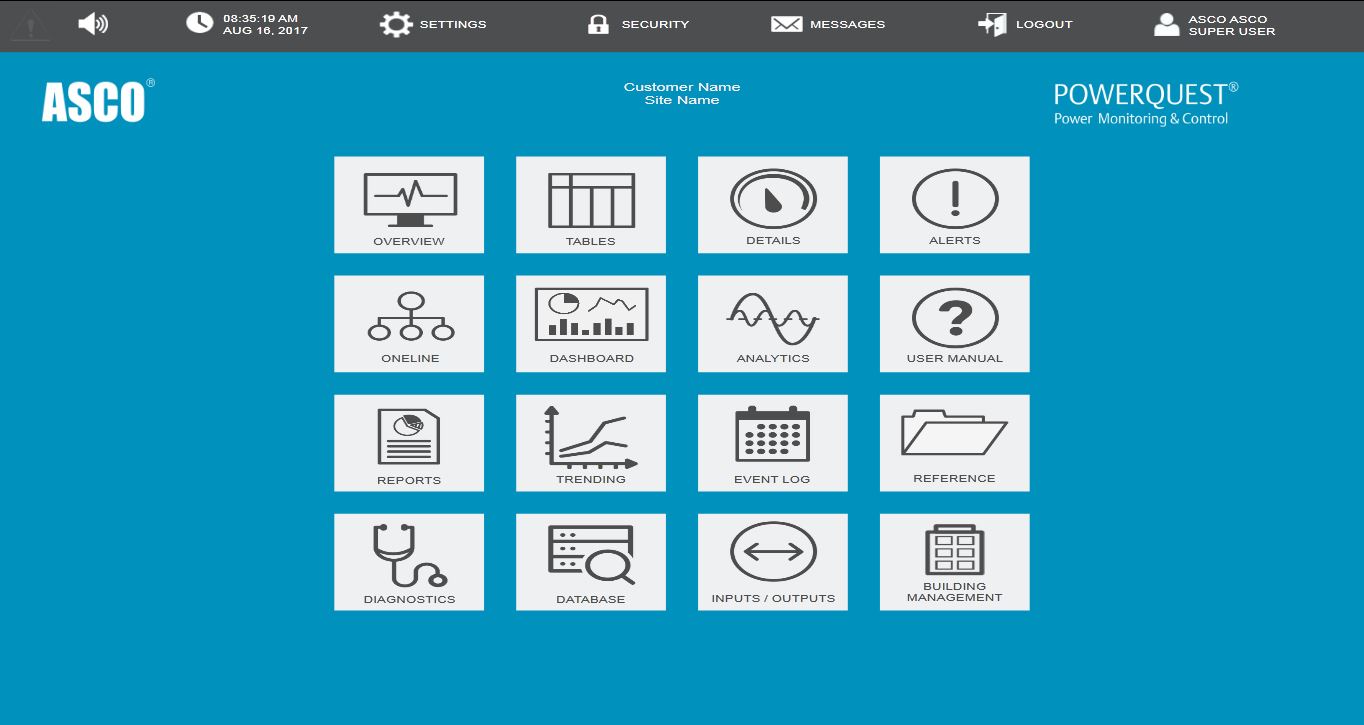 08:35:19 AM
AUG 16, 2017
SETTINGS
SECURITY
MESSAGES
LOGOUT
ASCO ASCO
SUPER USER
ASCO®
Customer Name
Site Name
POWERQUEST®
Power Monitoring & Control
OVERVIEW
TABLES
DETAILS
ALERTS
ONELINE
DASHBOARD
ANALYTICS
USER MANUAL
REPORTS
TRENDING
EVENT LOG
REFERENCE
DIAGNOSTICS
DATABASE
INPUTS / OUTPUTS
BUILDING
MANAGEMENT